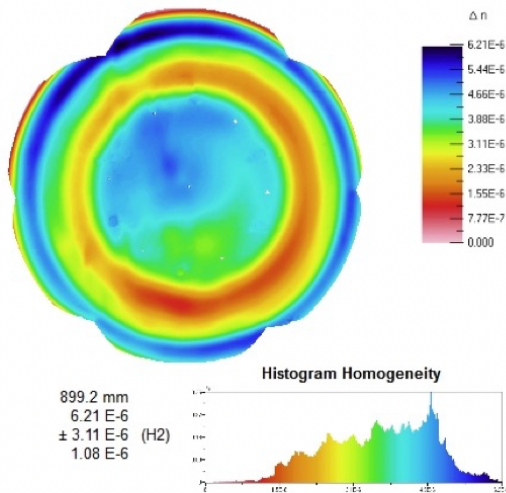 Δ n
6.21E-6
5.44E-6
4.66E-6
3.88E-6
3.11E-6
2.33E-6
1.55E-6
7.77E-7
0.000
Histogram Homogeneity
899.2 mm
6.21 E-6
± 3.11 E-6 (H2)
1.08 E-6